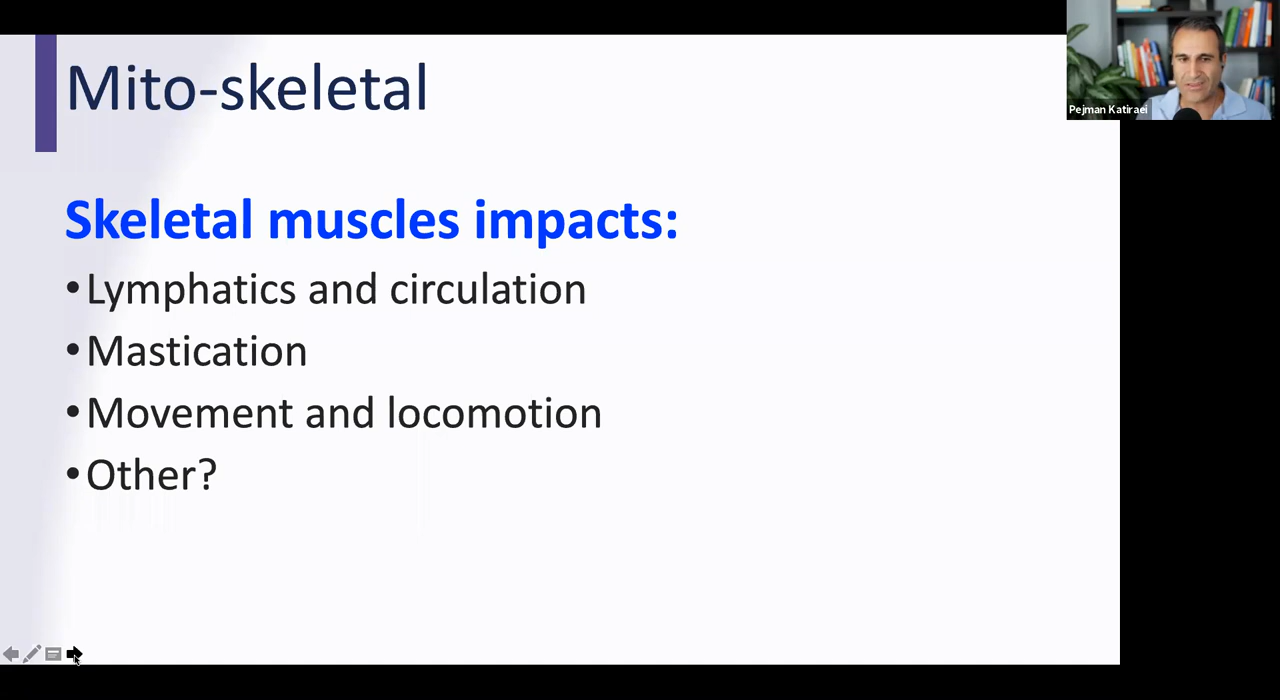 Mito-skeletal
Pejman Katiraei
Skeletal muscles impacts:
•Lymphatics and circulation
•Mastication
•Movement and locomotion
•Other?